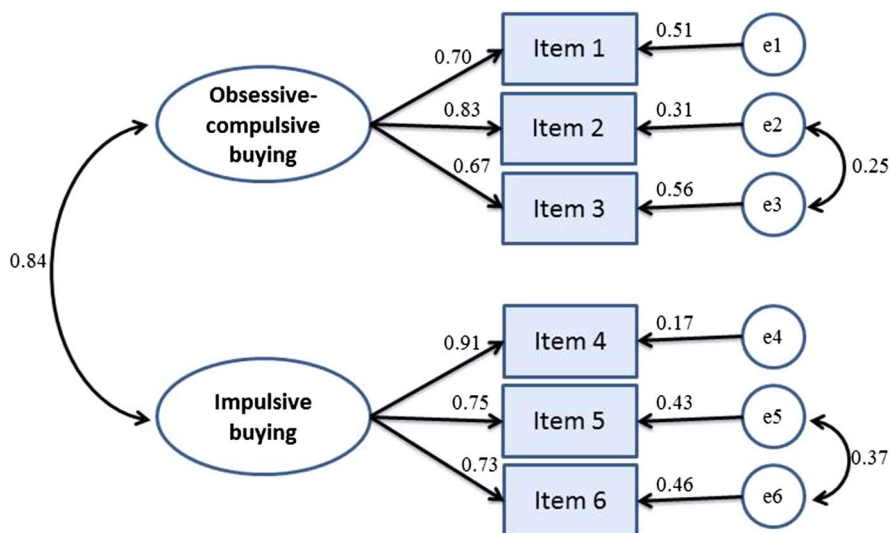 0.70
Item 1
0.51
e1
Obsessive-
compulsive
buying
0.83
Item 2
0.31
e2
0.67
Item 3
0.56
e3
0.25
0.84
0.91
Item 4
0.17
e4
Impulsive
buying
0.75
Item 5
0.43
e5
0.73
Item 6
0.46
e6
0.37